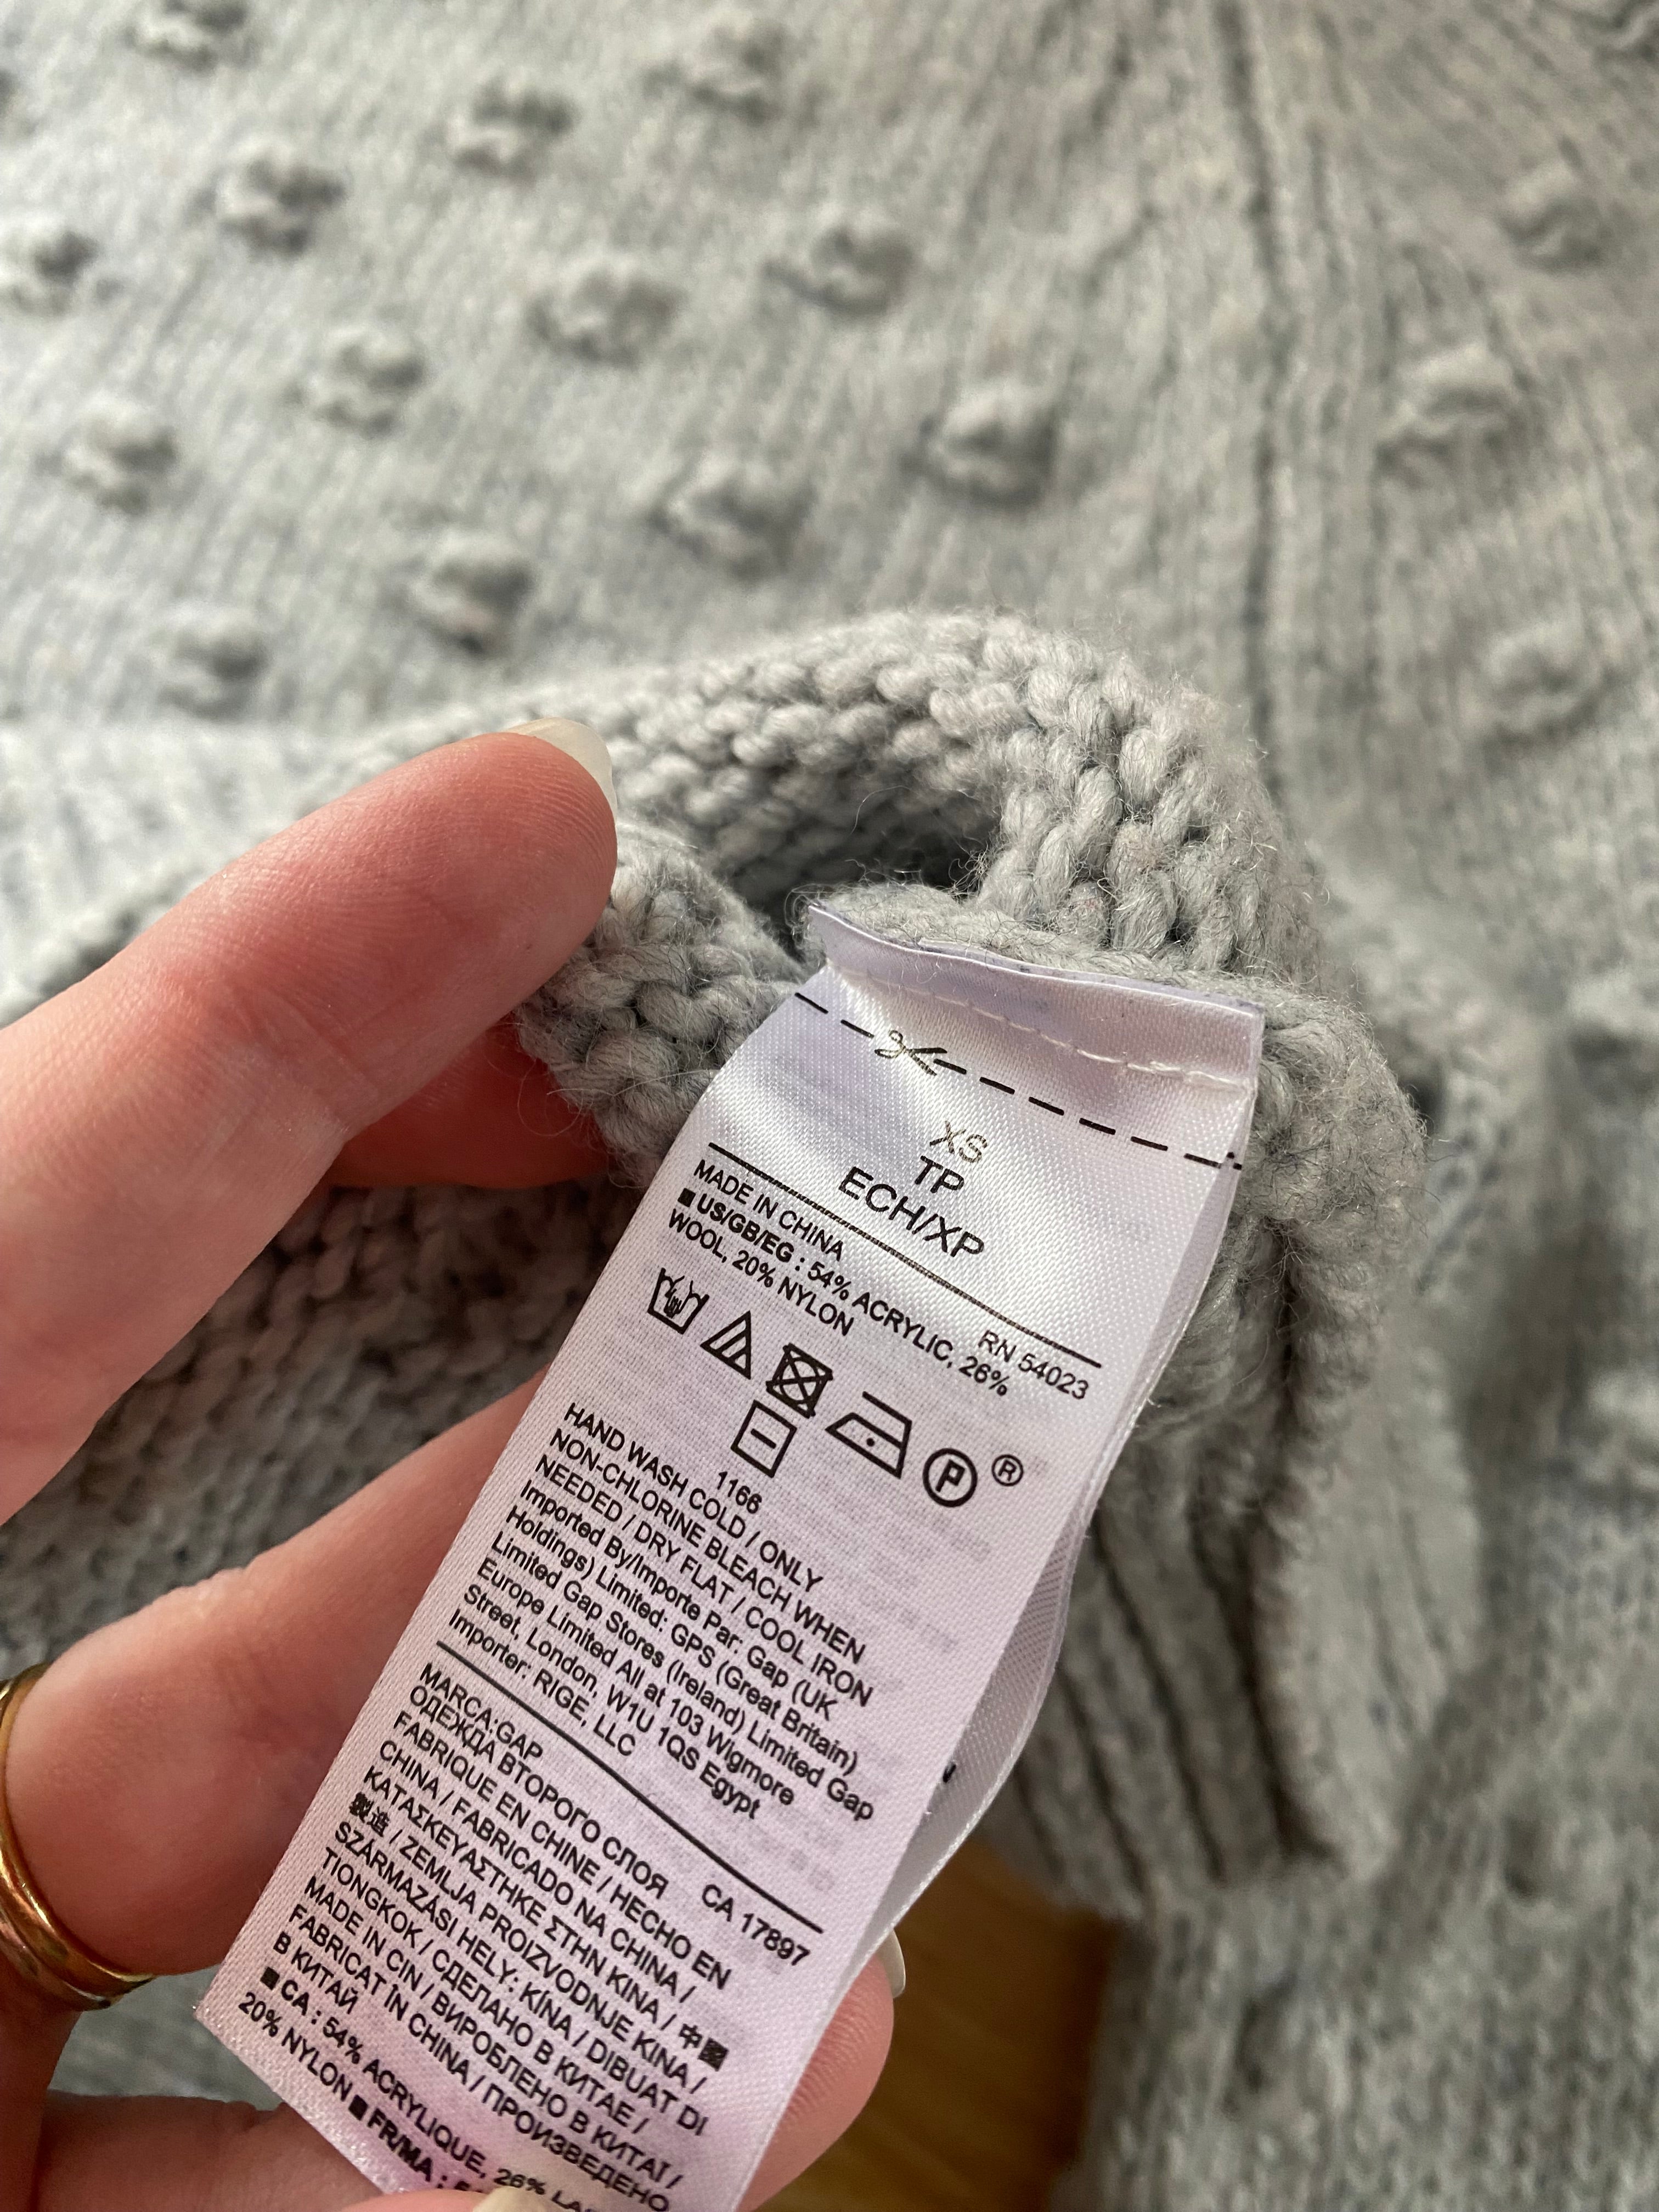 XS
TP
ECH/XP
MADE IN CHINA
RN 54023
■ US/GB/EG : 54% ACRYLIC, 26%
WOOL, 20% NYLON
P ®
1166
HAND WASH COLD / ONLY
NON-CHLORINE BLEACH WHEN
NEEDED / DRY FLAT / COOL IRON
Imported By/Importe Par: Gap (UK
Holdings) Limited: GPS (Great Britain)
Limited Gap Stores (Ireland) Limited Gap
Europe Limited All at 103 Wigmore
Street, London, W1U 1QS Egypt
Importer: RIGE, LLC
MARCA:GAP
CA 17897
ОДЕЖДА ВТОРОГО СЛОЯ
FABRIQUE EN CHINE / HECHO EN
CHINA / FABRICADO NA CHINA /
ΚΑΤΑΣΚΕΥΑΣΤΗΚΕ ΣΤΗΝ ΚΙΝΑ / 中國
製造 / ZEMLJA PROIZVODNJE KINA /
SZÁRMAZÁSI HELY: KÍNA / DIBUAT DI
TIONGKOK / СДЕЛАНО В КИТАЕ /
MADE IN CIN / ВИРОБЛЕНО В КИТАЇ /
FABRICAT ÎN CHINA / ПРОИЗВЕДЕНО
В КИТАЙ
■ CA : 54% ACRYLIQUE, 26%
20% NYLON ■ FR/MA :